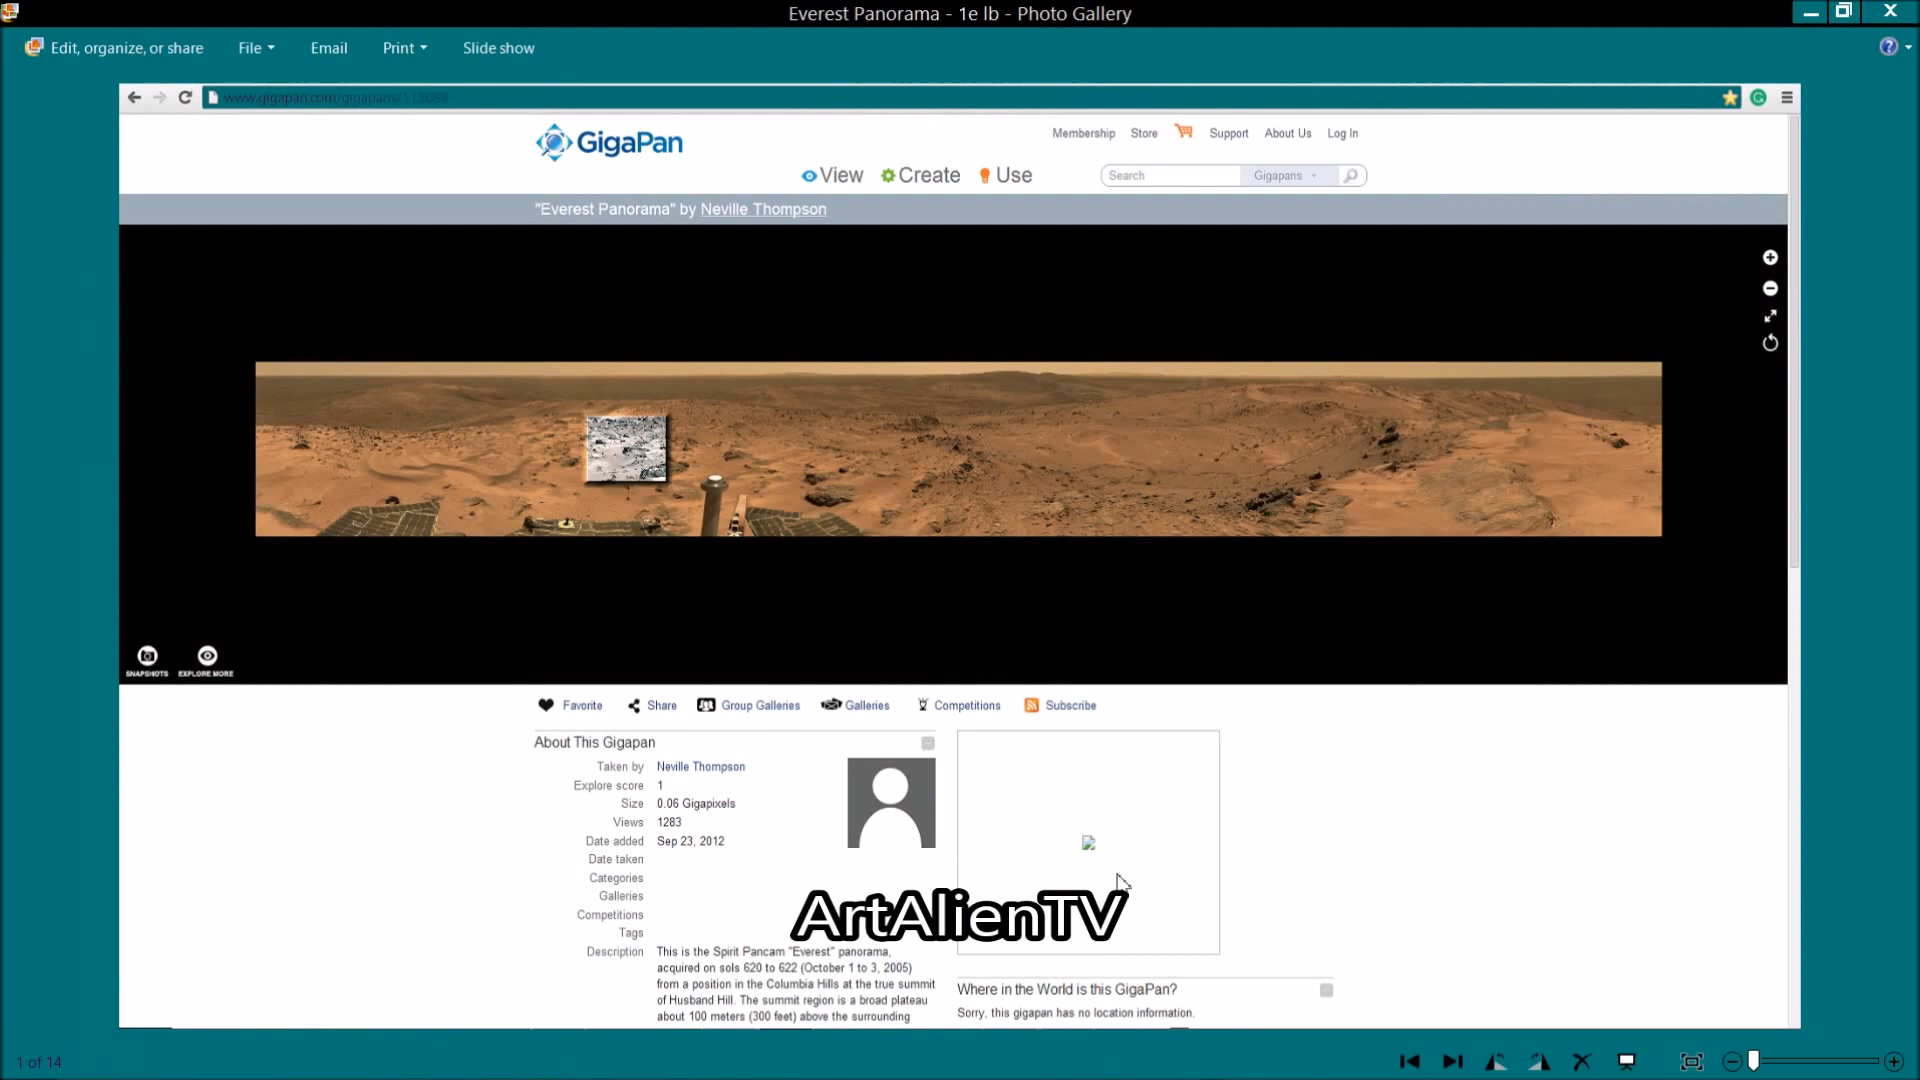 Everest Panorama - 1e lb - Photo Gallery
Edit, organize, or share File Email Print Slide show
www.gigapan.com/gigapans/115098
GigaPan
Membership Store Support About Us Log In
View Create Use
Search Gigapans
"Everest Panorama" by Neville Thompson
SNAPSHOTS EXPLORE MORE
Favorite Share Group Galleries Galleries Competitions Subscribe
About This Gigapan
Taken by Neville Thompson
Explore score 1
Size 0.06 Gigapixels
Views 1283
Date added Sep 23, 2012
Date taken
Categories
Galleries
Competitions
Tags
ArtAlienTV
Description This is the Spirit Pancam "Everest" panorama,
acquired on sols 620 to 622 (October 1 to 3, 2005)
from a position in the Columbia Hills at the true summit
of Husband Hill. The summit region is a broad plateau
about 100 meters (300 feet) above the surrounding
Where in the World is this GigaPan?
Sorry, this gigapan has no location information.
1 of 14